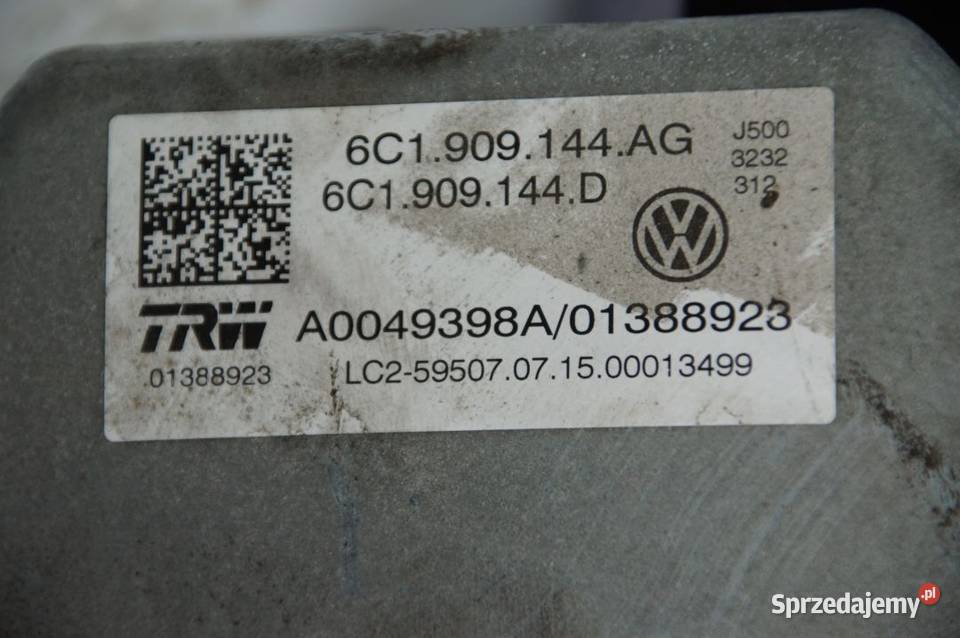 6C1.909.144.AG
6C1.909.144.D
J500
3232
312
TRW
A0049398A/01388923
.01388923
LC2-59507.07.15.00013499
Sprzedajemy.pl